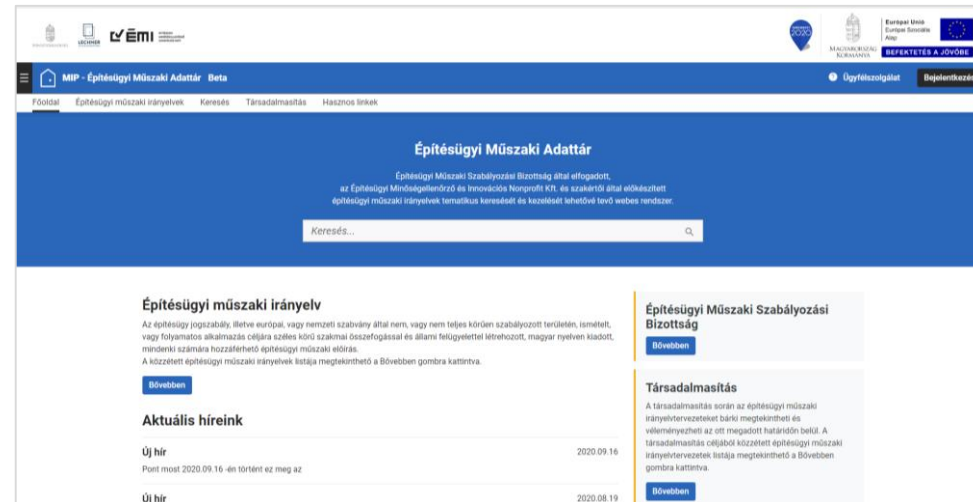 LECHNER
ÉMI
SZÉCHENYI 2020
MAGYARORSZÁG
KORMÁNYA
Európai Unió
Európai Szociális
Alap
BEFEKTETÉS A JÖVŐBE
MIP - Építésügyi Műszaki Adattár Beta
Ügyfélszolgálat
Bejelentkezés
Főoldal Építésügyi műszaki irányelvek Keresés Társadalmasítás Hasznos linkek
Építésügyi Műszaki Adattár
Építésügyi Műszaki Szabályozási Bizottság által elfogadott,
az Építésügyi Minőségellenőrző és Innovációs Nonprofit Kft. és szakértői által előkészített
építésügyi műszaki irányelvek tematikus keresését és kezelését lehetővé tevő webes rendszer.
Keresés...
Építésügyi műszaki irányelv
Az építésügy jogszabály, illetve európai, vagy nemzeti szabvány által nem, vagy nem teljes körűen szabályozott területén, ismételt,
vagy folyamatos alkalmazás céljára széles körű szakmai összefogással és állami felügyelettel létrehozott, magyar nyelven kiadott,
mindenki számára hozzáférhető építésügyi műszaki előírás.
A közzétett építésügyi műszaki irányelvek listája megtekinthető a Bővebben gombra kattintva.
Bővebben
Aktuális híreink
Új hír 2020.09.16
Pont most 2020.09.16 -én történt ez meg az
Új hír 2020.08.19
Építésügyi Műszaki Szabályozási
Bizottság
Bővebben
Társadalmasítás
A társadalmasítás során az építésügyi műszaki
irányelvtervezeteket bárki megtekintheti és
véleményezheti az ott megadott határidőn belül. A
társadalmasítás céljából közzétett építésügyi műszaki
irányelvtervezetek listája megtekinthető a Bővebben
gombra kattintva.
Bővebben